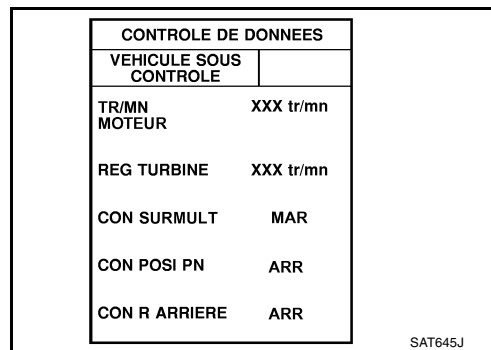 CONTROLE DE DONNEES
VEHICULE SOUS
CONTROLE
TR/MN XXX tr/mn
MOTEUR
REG TURBINE XXX tr/mn
CON SURMULT MAR
CON POSI PN ARR
CON R ARRIERE ARR
SAT645J